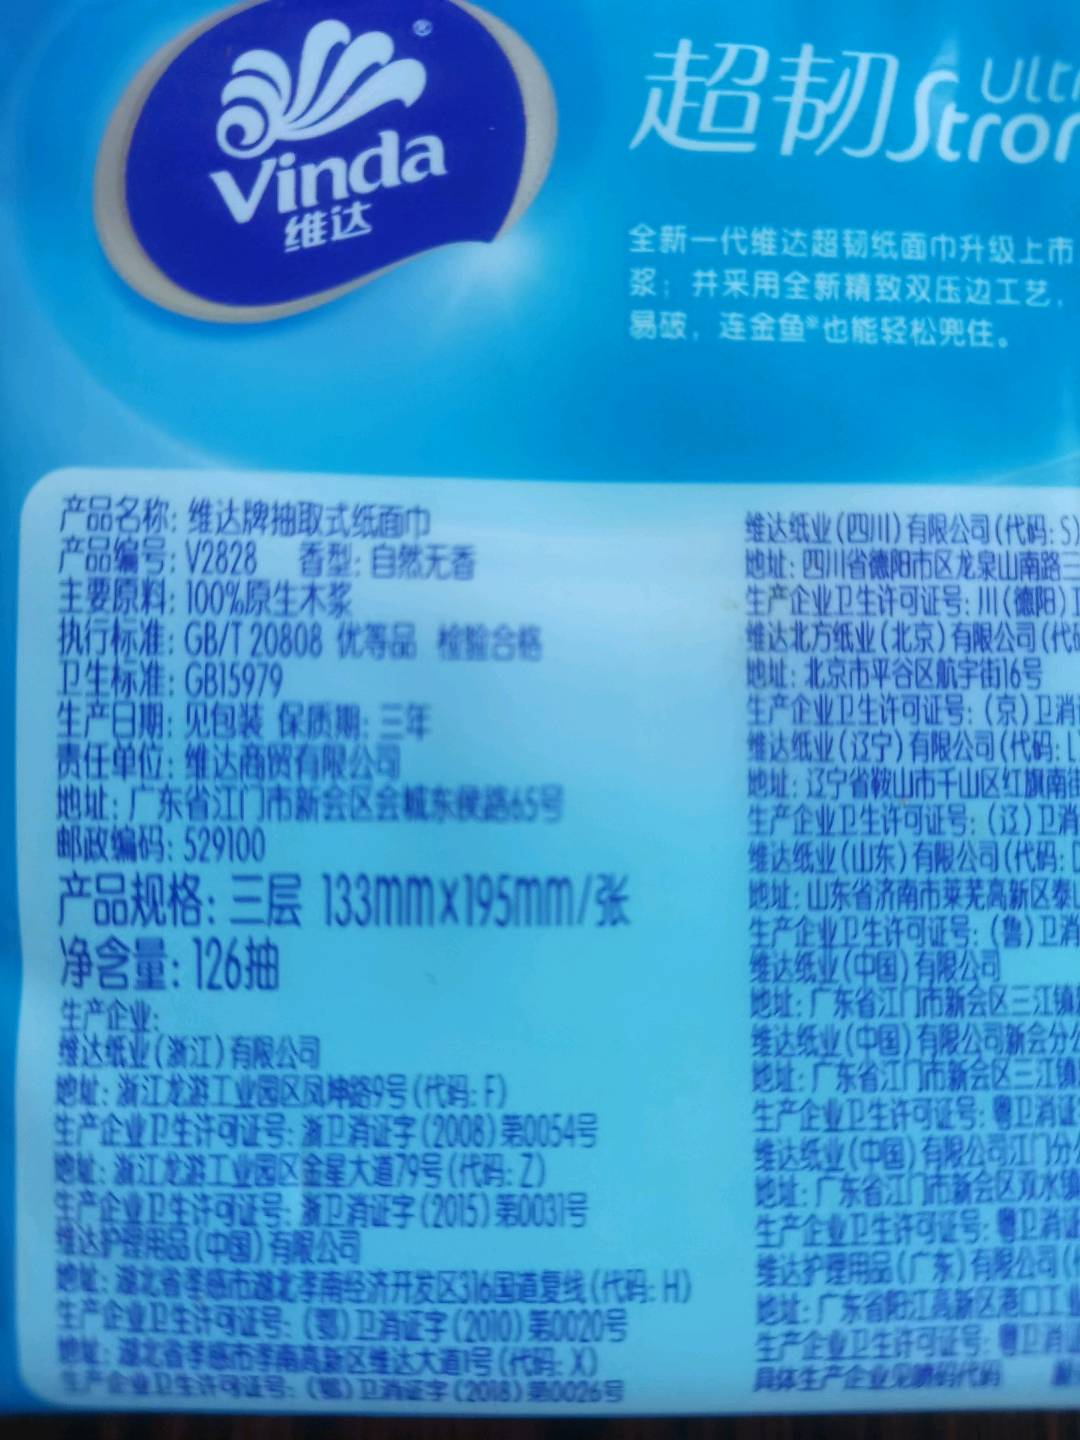 Vinda
维达
®
超韧 Strong
Ultra
全新一代维达超韧纸面巾升级上市
浆；并采用全新精致双压边工艺，
易破，连金鱼※也能轻松兜住。
产品名称: 维达牌抽取式纸面巾
产品编号: V2828 香型: 自然无香
主要原料: 100%原生木浆
执行标准: GB/T 20808 优等品 检验合格
卫生标准: GB15979
生产日期: 见包装 保质期: 三年
责任单位: 维达商贸有限公司
地址: 广东省江门市新会区会城东侯路65号
邮政编码: 529100
产品规格: 三层 133mmx195mm/张
净含量: 126抽
生产企业:
维达纸业(浙江)有限公司
地址: 浙江龙游工业园区凤坤路9号(代码: F)
生产企业卫生许可证号: 浙卫消证字(2008)第0054号
地址: 浙江龙游工业园区金星大道79号(代码: Z)
生产企业卫生许可证号: 浙卫消证字(2015)第0031号
维达护理用品(中国)有限公司
地址: 湖北省孝感市湖北孝南经济开发区316国道复线(代码: H)
生产企业卫生许可证号: (鄂)卫消证字(2010)第0020号
地址: 湖北省孝感市孝南高新区维达大道1号(代码: X)
生产企业卫生许可证号: (鄂)卫消证字(2018)第0026号
维达纸业(四川)有限公司(代码: S)
地址: 四川省德阳市区龙泉山南路三
生产企业卫生许可证号: 川(德阳)卫
维达北方纸业(北京)有限公司(代码
地址: 北京市平谷区航宇街16号
生产企业卫生许可证号: (京)卫消
维达纸业(辽宁)有限公司(代码: L)
地址: 辽宁省鞍山市千山区红旗南街
生产企业卫生许可证号: (辽)卫消
维达纸业(山东)有限公司(代码:
地址: 山东省济南市莱芜高新区泰山
生产企业卫生许可证号: (鲁)卫消
维达纸业(中国)有限公司
地址: 广东省江门市新会区三江镇
维达纸业(中国)有限公司新会分公
地址: 广东省江门市新会区三江镇
生产企业卫生许可证号: 粤卫消证
维达纸业(中国)有限公司江门分公
地址: 广东省江门市新会区双水镇
生产企业卫生许可证号: 粤卫消证
维达护理用品(广东)有限公司(
地址: 广东省阳江高新区港口工业
生产企业卫生许可证号: 粤卫消证
具体生产企业见喷码代码